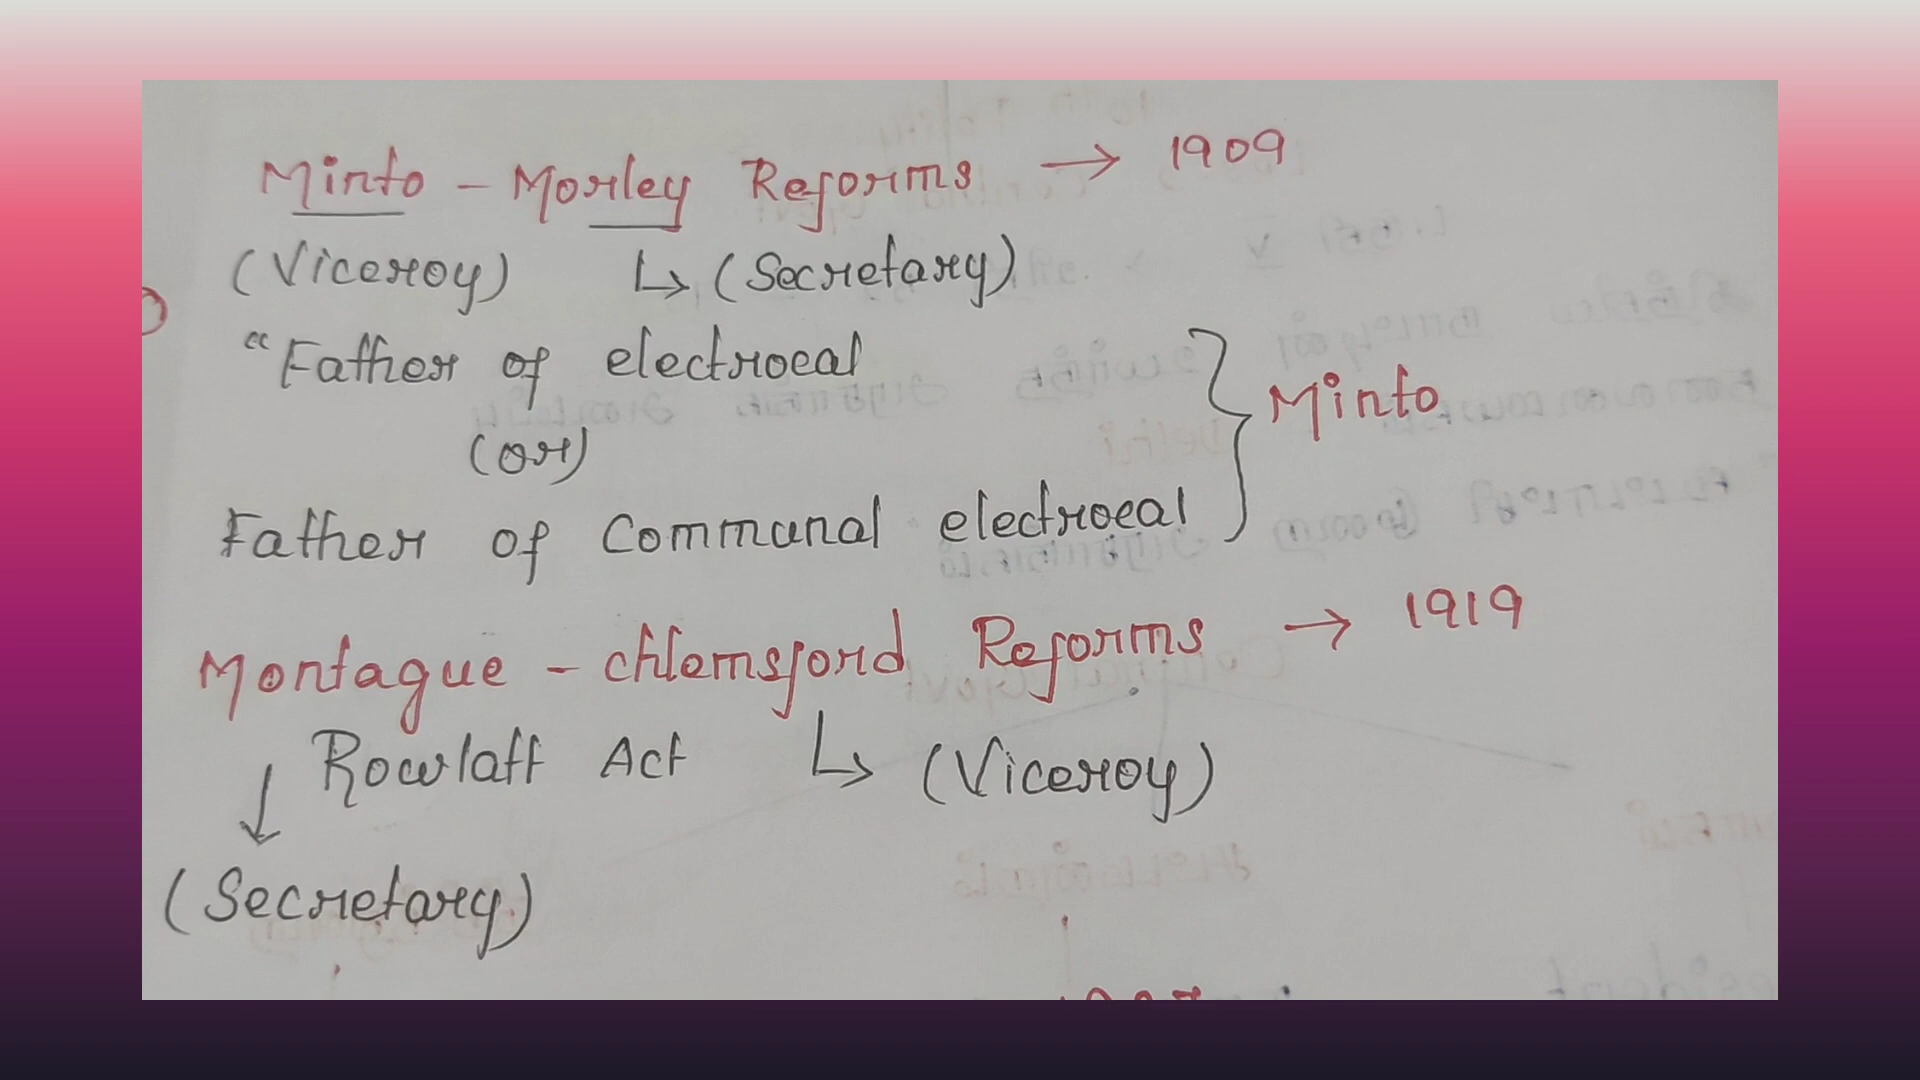 Minto - Morley Reforms → 1909
(Viceroy) ↳ (Secretary)
"Father of electroeal
(or)
Father of Communal electroeal } Minto
Montague - chlemsford Reforms → 1919
↓ Rowlatt Act ↳ (Viceroy)
(Secretary)